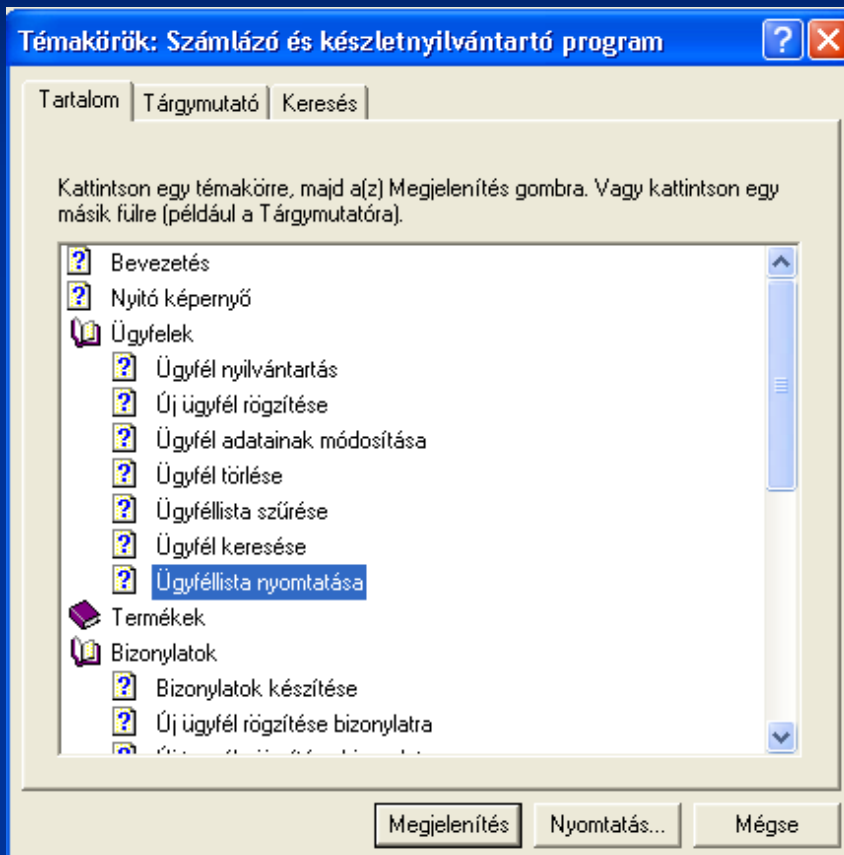 Témakörök: Számlázó és készletnyilvántartó program
Tartalom
Tárgymutató
Keresés
Kattintson egy témakörre, majd a(z) Megjelenítés gombra. Vagy kattintson egy
másik fülre (például a Tárgymutatóra).
Bevezetés
Nyitó képernyő
Ügyfelek
Ügyfél nyilvántartás
Új ügyfél rögzítése
Ügyfél adatainak módosítása
Ügyfél törlése
Ügyféllista szűrése
Ügyfél keresése
Ügyféllista nyomtatása
Termékek
Bizonylatok
Bizonylatok készítése
Új ügyfél rögzítése bizonylatra
Megjelenítés
Nyomtatás...
Mégse